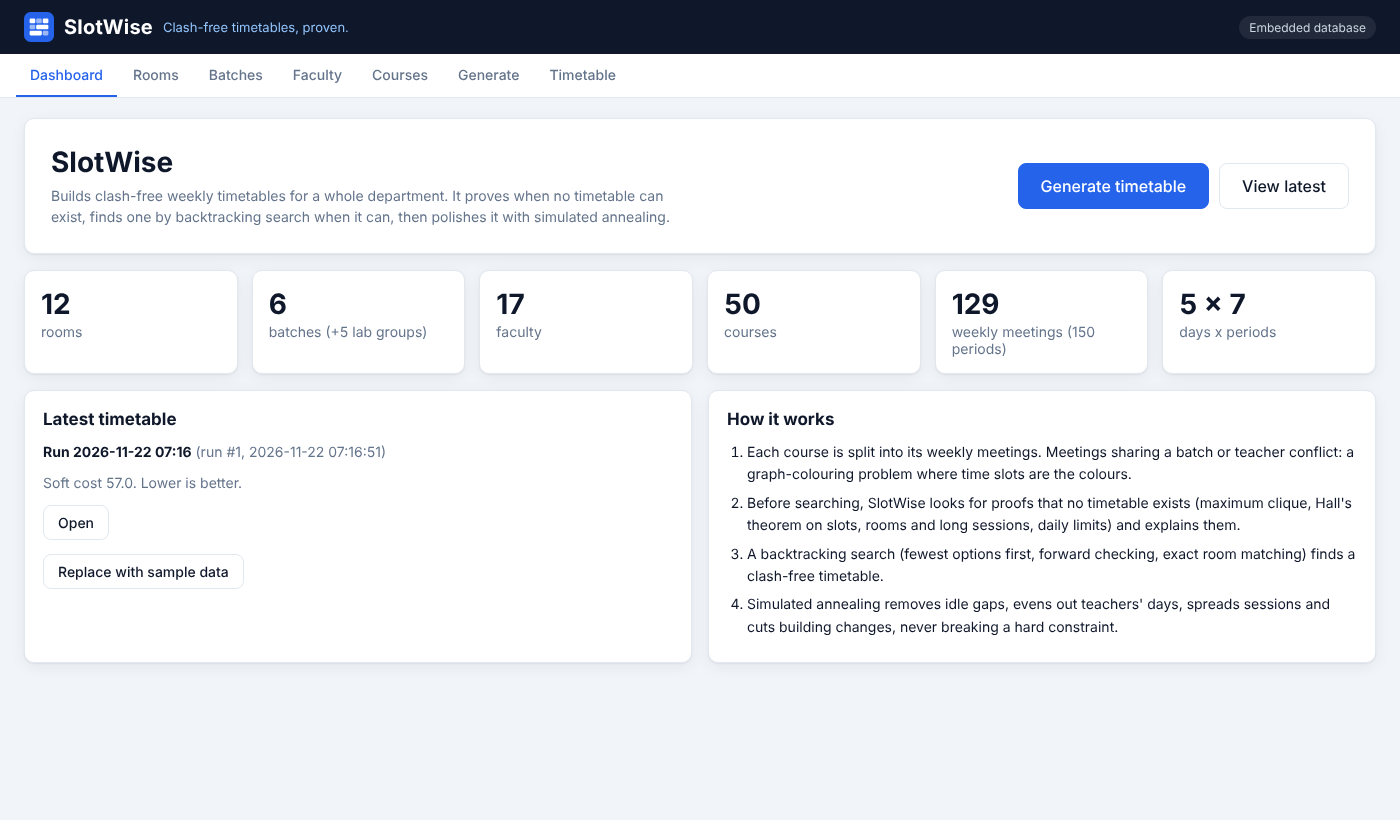 SlotWise Clash-free timetables, proven. Embedded database
Dashboard Rooms Batches Faculty Courses Generate Timetable
SlotWise
Builds clash-free weekly timetables for a whole department. It proves when no timetable can
exist, finds one by backtracking search when it can, then polishes it with simulated annealing.
Generate timetable View latest
12
rooms
6
batches (+5 lab groups)
17
faculty
50
courses
129
weekly meetings (150
periods)
5 × 7
days x periods
Latest timetable
Run 2026-11-22 07:16 (run #1, 2026-11-22 07:16:51)
Soft cost 57.0. Lower is better.
Open
Replace with sample data
How it works
1. Each course is split into its weekly meetings. Meetings sharing a batch or teacher conflict: a
graph-colouring problem where time slots are the colours.
2. Before searching, SlotWise looks for proofs that no timetable exists (maximum clique, Hall's
theorem on slots, rooms and long sessions, daily limits) and explains them.
3. A backtracking search (fewest options first, forward checking, exact room matching) finds a
clash-free timetable.
4. Simulated annealing removes idle gaps, evens out teachers' days, spreads sessions and
cuts building changes, never breaking a hard constraint.